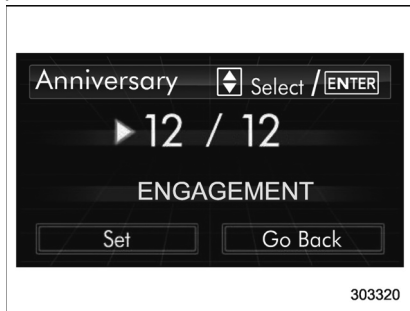 Anniversary Select / ENTER
12 / 12
ENGAGEMENT
Set Go Back
303320